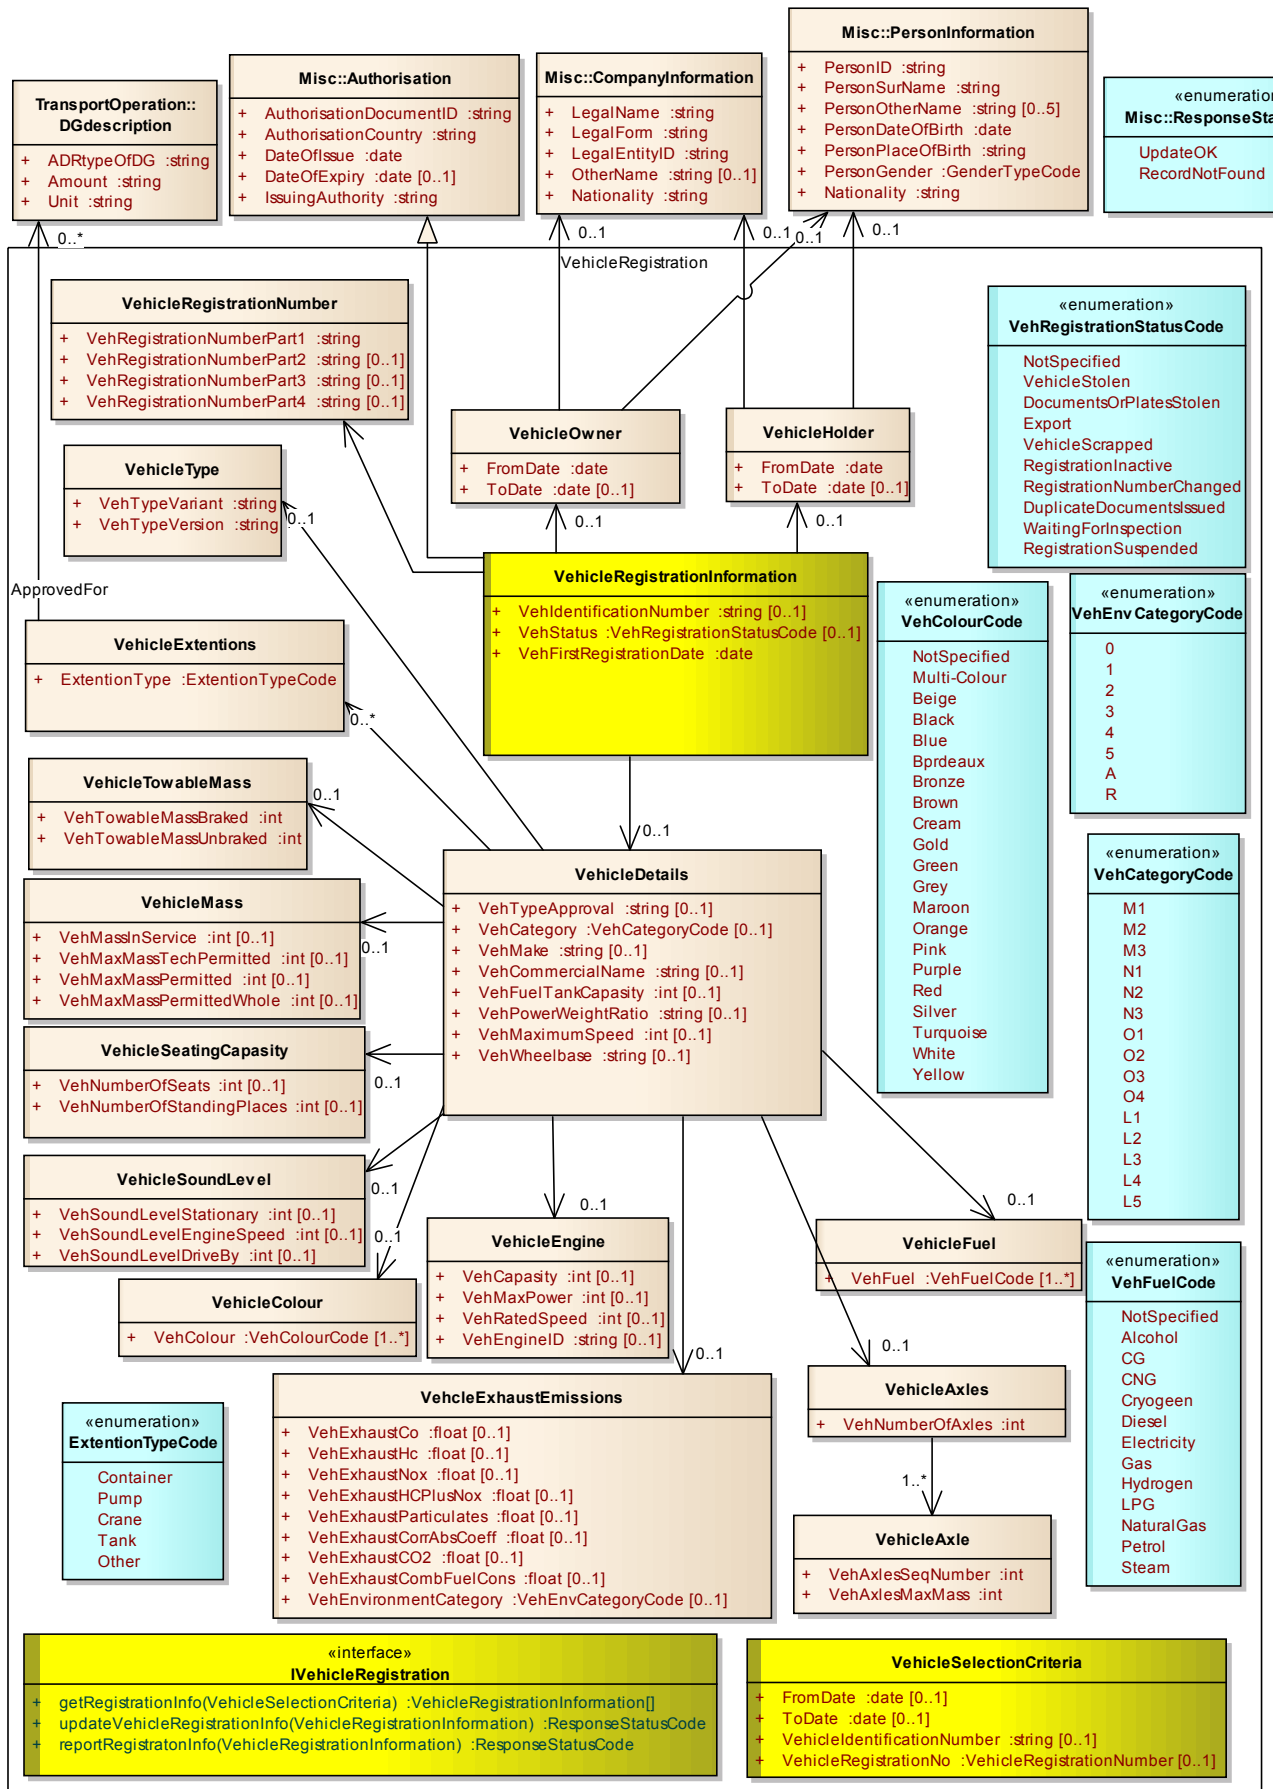 TransportOperation::
DGdescription
+ ADRtypeOfDG :string
+ Amount :string
+ Unit :string
Misc::Authorisation
+ AuthorisationDocumentID :string
+ AuthorisationCountry :string
+ DateOfIssue :date
+ DateOfExpiry :date [0..1]
+ IssuingAuthority :string
Misc::CompanyInformation
+ LegalName :string
+ LegalForm :string
+ LegalEntityID :string
+ OtherName :string [0..1]
+ Nationality :string
Misc::PersonInformation
+ PersonID :string
+ PersonSurName :string
+ PersonOtherName :string [0..5]
+ PersonDateOfBirth :date
+ PersonPlaceOfBirth :string
+ PersonGender :GenderTypeCode
+ Nationality :string
«enumeration
Misc::ResponseSta
UpdateOK
RecordNotFound
0..*
0..1
0..1
0..1
0..1
VehicleRegistration
VehicleRegistrationNumber
+ VehRegistrationNumberPart1 :string
+ VehRegistrationNumberPart2 :string [0..1]
+ VehRegistrationNumberPart3 :string [0..1]
+ VehRegistrationNumberPart4 :string [0..1]
«enumeration»
VehRegistrationStatusCode
NotSpecified
VehicleStolen
DocumentsOrPlatesStolen
Export
VehicleScrapped
RegistrationInactive
RegistrationNumberChanged
DuplicateDocumentsIssued
WaitingForInspection
RegistrationSuspended
VehicleOwner
+ FromDate :date
+ ToDate :date [0..1]
VehicleHolder
+ FromDate :date
+ ToDate :date [0..1]
VehicleType
+ VehTypeVariant :string
+ VehTypeVersion :string
0..1
0..1
0..1
VehicleRegistrationInformation
+ VehIdentificationNumber :string [0..1]
+ VehStatus :VehRegistrationStatusCode [0..1]
+ VehFirstRegistrationDate :date
ApprovedFor
VehicleExtentions
+ ExtentionType :ExtentionTypeCode
0..*
«enumeration»
VehColourCode
NotSpecified
Multi-Colour
Beige
Black
Blue
Bprdeaux
Bronze
Brown
Cream
Gold
Green
Grey
Maroon
Orange
Pink
Purple
Red
Silver
Turquoise
White
Yellow
«enumeration»
VehEnvCategoryCode
0
1
2
3
4
5
A
R
VehicleTowableMass
+ VehTowableMassBraked :int
+ VehTowableMassUnbraked :int
0..1
0..1
VehicleDetails
+ VehTypeApproval :string [0..1]
+ VehCategory :VehCategoryCode [0..1]
+ VehMake :string [0..1]
+ VehCommercialName :string [0..1]
+ VehFuelTankCapasity :int [0..1]
+ VehPowerWeightRatio :string [0..1]
+ VehMaximumSpeed :int [0..1]
+ VehWheelbase :string [0..1]
«enumeration»
VehCategoryCode
M1
M2
M3
N1
N2
N3
O1
O2
O3
O4
L1
L2
L3
L4
L5
VehicleMass
+ VehMassInService :int [0..1]
+ VehMaxMassTechPermitted :int [0..1]
+ VehMaxMassPermitted :int [0..1]
+ VehMaxMassPermittedWhole :int [0..1]
0..1
VehicleSeatingCapasity
+ VehNumberOfSeats :int [0..1]
+ VehNumberOfStandingPlaces :int [0..1]
0..1
VehicleSoundLevel
+ VehSoundLevelStationary :int [0..1]
+ VehSoundLevelEngineSpeed :int [0..1]
+ VehSoundLevelDriveBy :int [0..1]
0..1
0..1
VehicleColour
+ VehColour :VehColourCode [1..*]
0..1
VehicleEngine
+ VehCapasity :int [0..1]
+ VehMaxPower :int [0..1]
+ VehRatedSpeed :int [0..1]
+ VehEngineID :string [0..1]
0..1
VehicleFuel
+ VehFuel :VehFuelCode [1..*]
«enumeration»
VehFuelCode
NotSpecified
Alcohol
CG
CNG
Cryogeen
Diesel
Electricity
Gas
Hydrogen
LPG
NaturalGas
Petrol
Steam
0..1
VehcleExhaustEmissions
+ VehExhaustCo :float [0..1]
+ VehExhaustHc :float [0..1]
+ VehExhaustNox :float [0..1]
+ VehExhaustHCPlusNox :float [0..1]
+ VehExhaustParticulates :float [0..1]
+ VehExhaustCorrAbsCoeff :float [0..1]
+ VehExhaustCO2 :float [0..1]
+ VehExhaustCombFuelCons :float [0..1]
+ VehEnvironmentCategory :VehEnvCategoryCode [0..1]
0..1
VehicleAxles
+ VehNumberOfAxles :int
1..*
VehicleAxle
+ VehAxlesSeqNumber :int
+ VehAxlesMaxMass :int
«enumeration»
ExtentionTypeCode
Container
Pump
Crane
Tank
Other
«interface»
IVehicleRegistration
+ getRegistrationInfo(VehicleSelectionCriteria) :VehicleRegistrationInformation[]
+ updateVehicleRegistrationInfo(VehicleRegistrationInformation) :ResponseStatusCode
+ reportRegistratonInfo(VehicleRegistrationInformation) :ResponseStatusCode
VehicleSelectionCriteria
+ FromDate :date [0..1]
+ ToDate :date [0..1]
+ VehicleIdentificationNumber :string [0..1]
+ VehicleRegistrationNo :VehicleRegistrationNumber [0..1]